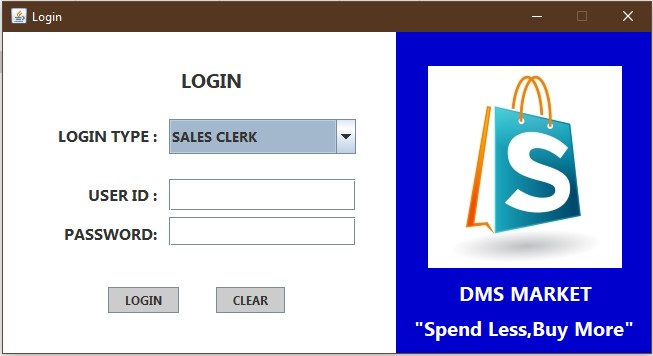 Login
LOGIN
LOGIN TYPE : SALES CLERK
USER ID :
PASSWORD:
LOGIN CLEAR
S
DMS MARKET
"Spend Less,Buy More"